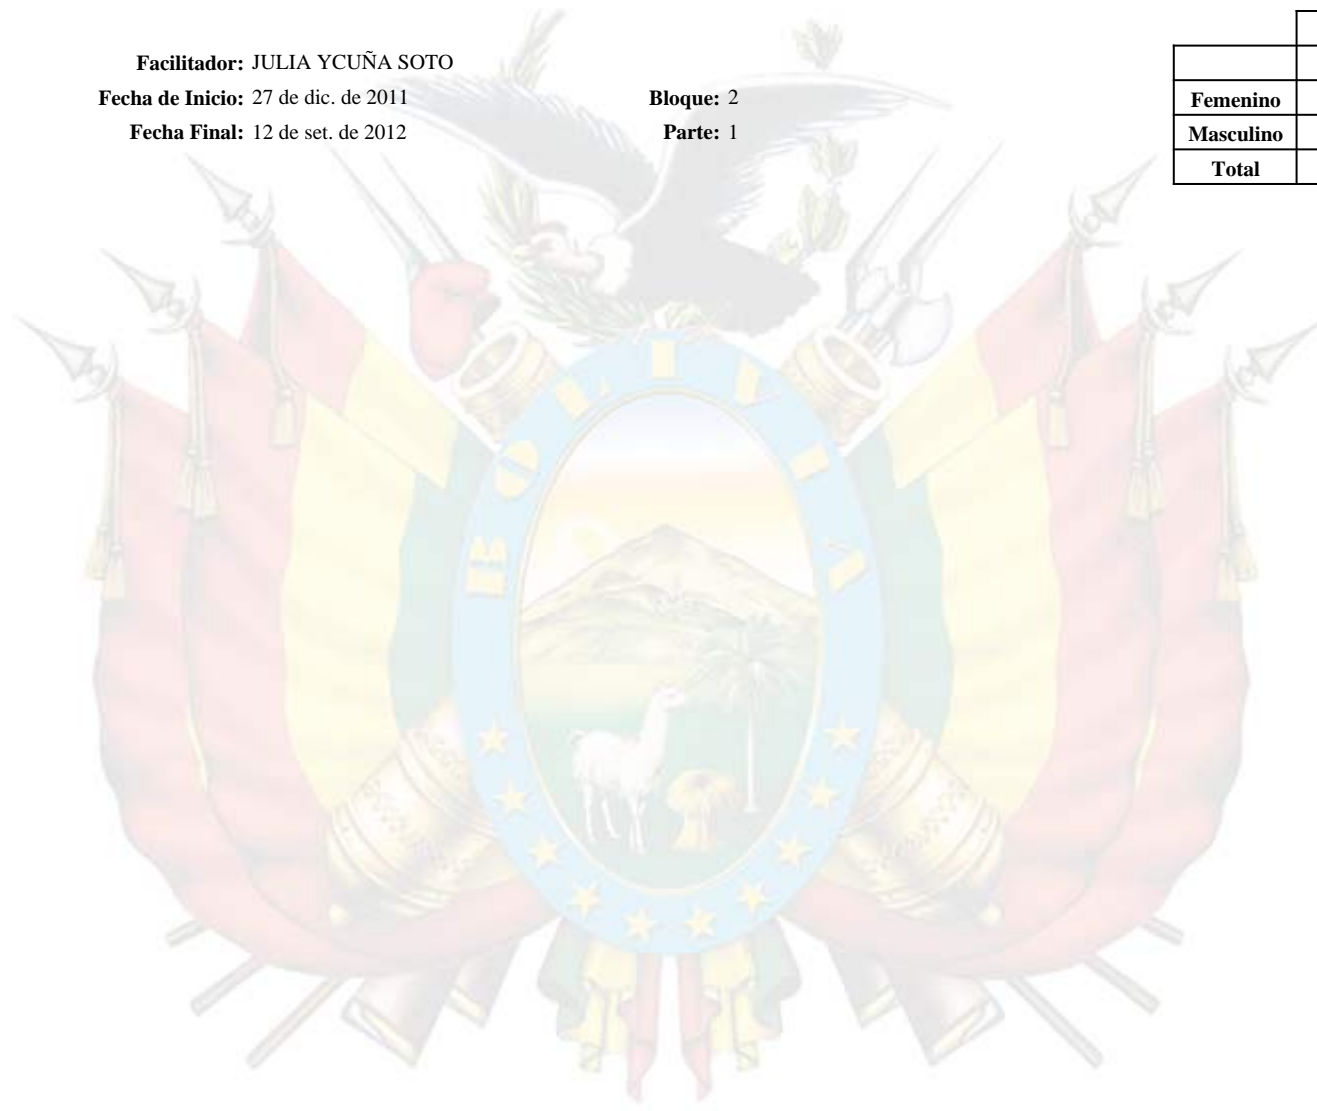 Facilitador: JULIA YCUÑA SOTO
Fecha de Inicio: 27 de dic. de 2011 Bloque: 2
Fecha Final: 12 de set. de 2012 Parte: 1
Femenino
Masculino
Total
BOLIVIA